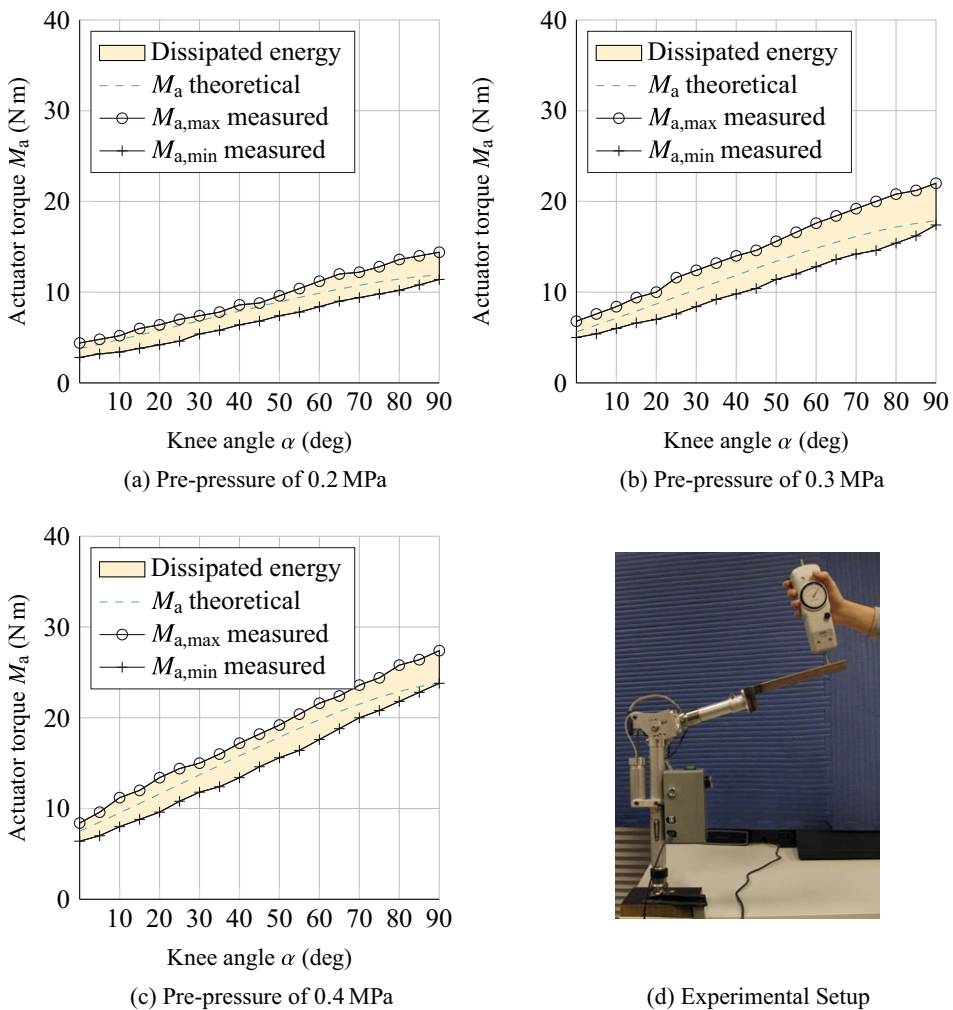 40
30
20
10
0
Actuator torque Mₐ (N m)
Dissipated energy
Mₐ theoretical
Mₐ,max measured
Mₐ,min measured
10 20 30 40 50 60 70 80 90
Knee angle α (deg)
(a) Pre-pressure of 0.2 MPa
40
30
20
10
0
Actuator torque Mₐ (N m)
Dissipated energy
Mₐ theoretical
Mₐ,max measured
Mₐ,min measured
10 20 30 40 50 60 70 80 90
Knee angle α (deg)
(b) Pre-pressure of 0.3 MPa
40
30
20
10
0
Actuator torque Mₐ (N m)
Dissipated energy
Mₐ theoretical
Mₐ,max measured
Mₐ,min measured
10 20 30 40 50 60 70 80 90
Knee angle α (deg)
(c) Pre-pressure of 0.4 MPa
(d) Experimental Setup